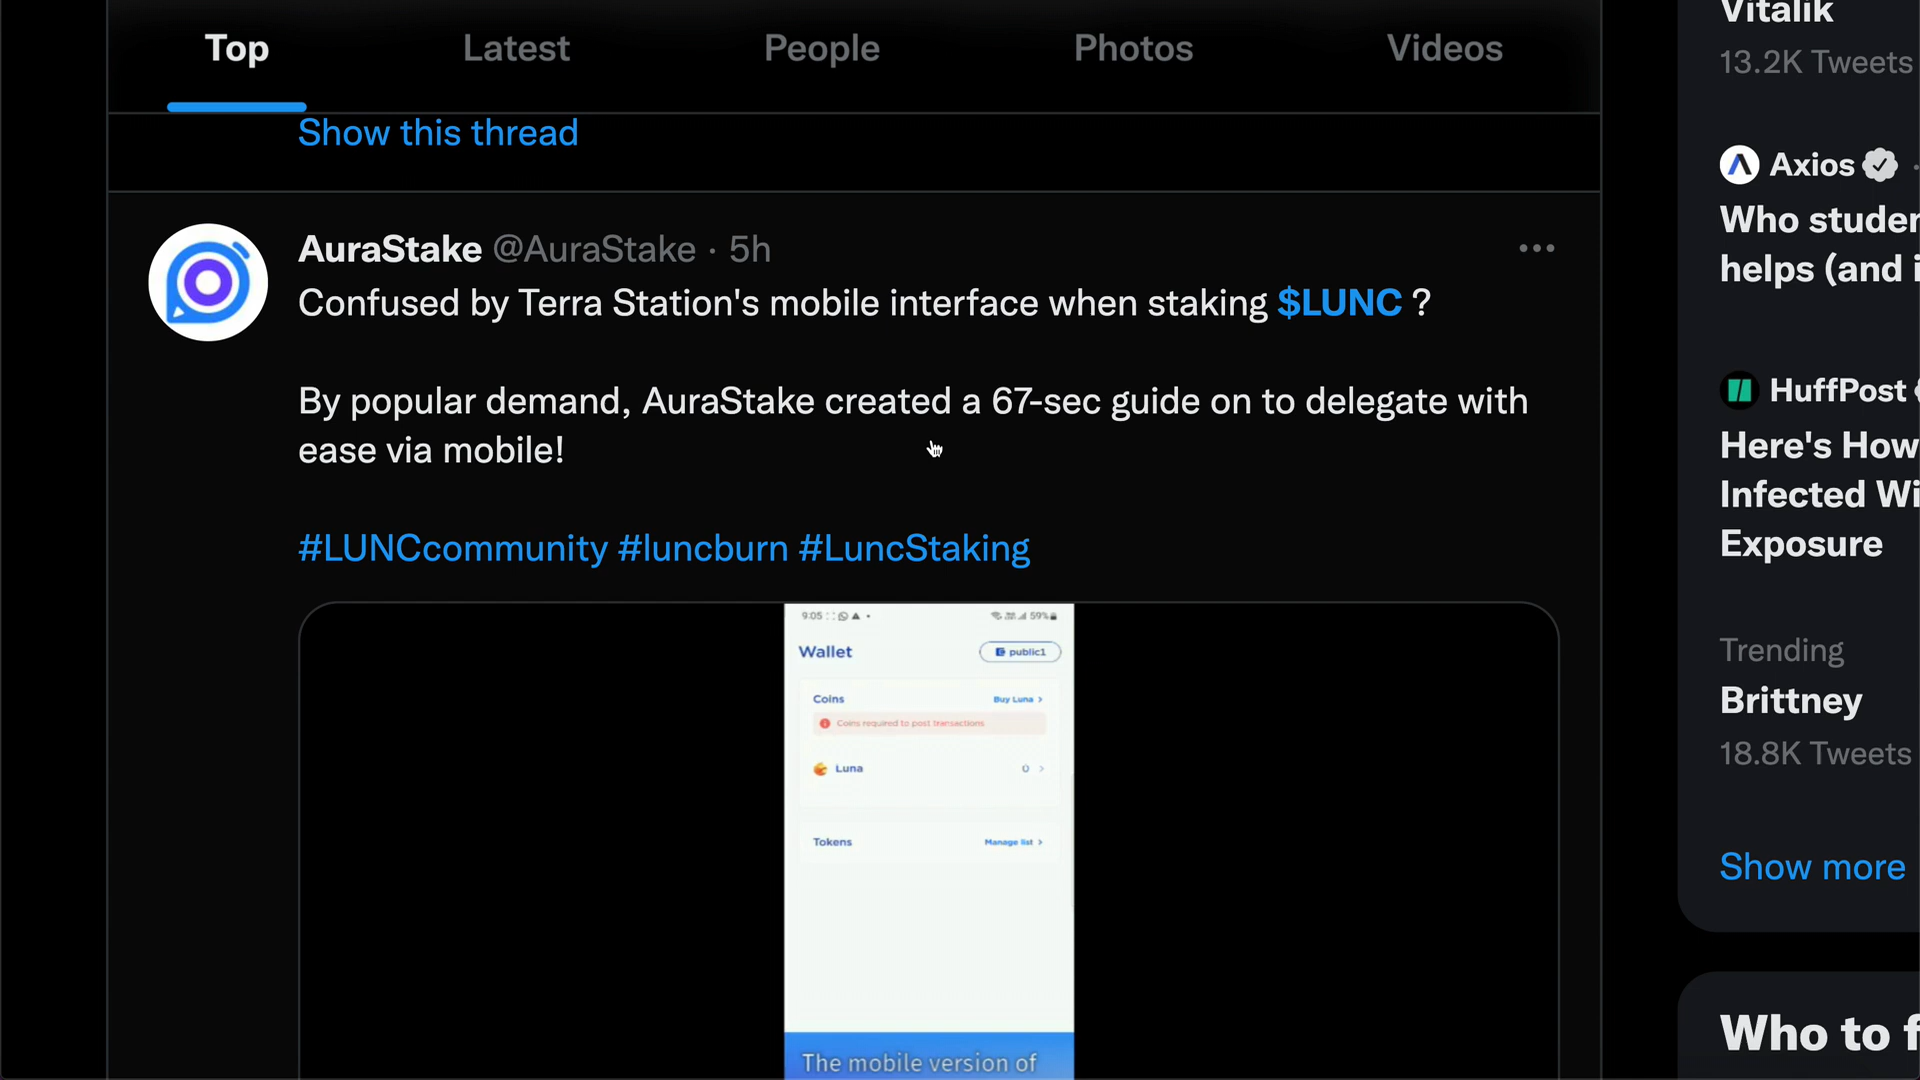 Top Latest People Photos Videos
Show this thread
AuraStake @AuraStake · 5h
Confused by Terra Station's mobile interface when staking $LUNC ?
By popular demand, AuraStake created a 67-sec guide on to delegate with
ease via mobile!
#LUNCcommunity #luncburn #LuncStaking
9:05 59%
Wallet public1
Coins Buy Luna >
Coins required to post transactions
Luna 0 >
Tokens Manage list >
The mobile version of
Vitalik
13.2K Tweets
Axios ·
Who studen
helps (and i
HuffPost
Here's How
Infected Wi
Exposure
Trending
Brittney
18.8K Tweets
Show more
Who to f